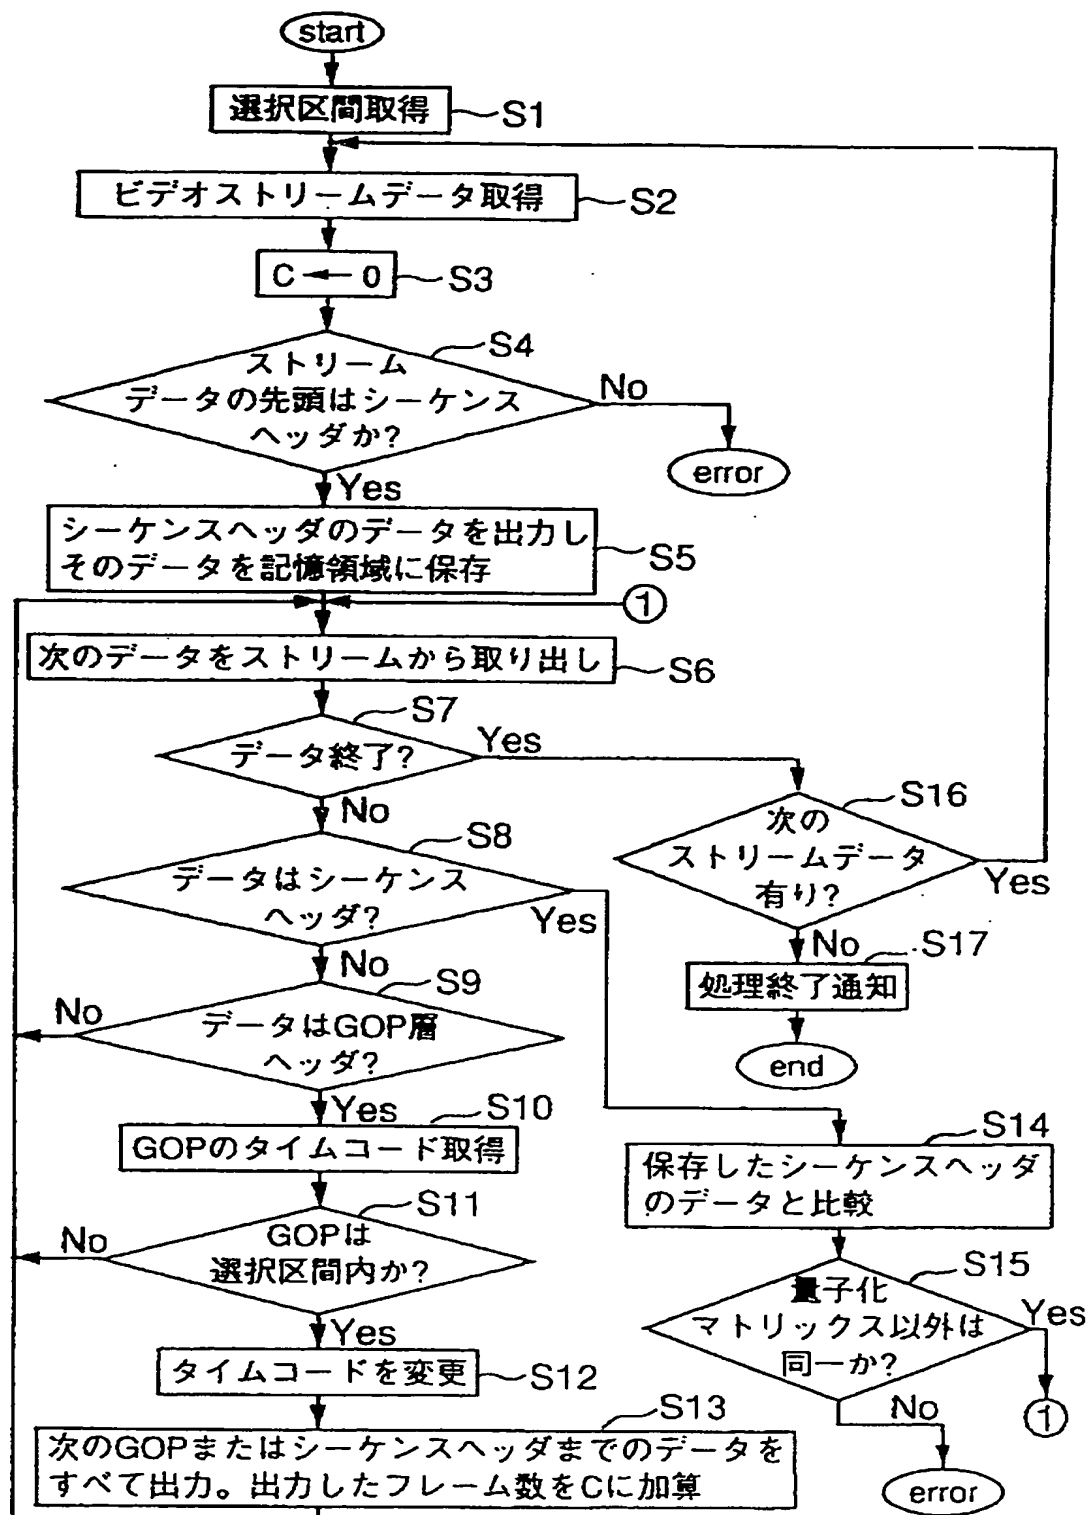 start
選択区間取得 S1
ビデオストリームデータ取得 S2
C ← 0 S3
S4
ストリーム
データの先頭はシーケンス
ヘッダか?
No
error
Yes
シーケンスヘッダのデータを出力し
そのデータを記憶領域に保存
S5
1
次のデータをストリームから取り出し S6
S7
データ終了?
Yes
No
S16
次の
ストリームデータ
有り?
Yes
No
S17
処理終了通知
end
S8
データはシーケンス
ヘッダ?
Yes
No
S9
データはGOP層
ヘッダ?
No
Yes
S10
GOPのタイムコード取得
S11
GOPは
選択区間内か?
No
Yes
タイムコードを変更 S12
S13
次のGOPまたはシーケンスヘッダまでのデータを
すべて出力。出力したフレーム数をCに加算
S14
保存したシーケンスヘッダ
のデータと比較
S15
量子化
マトリックス以外は
同一か?
Yes
1
No
error